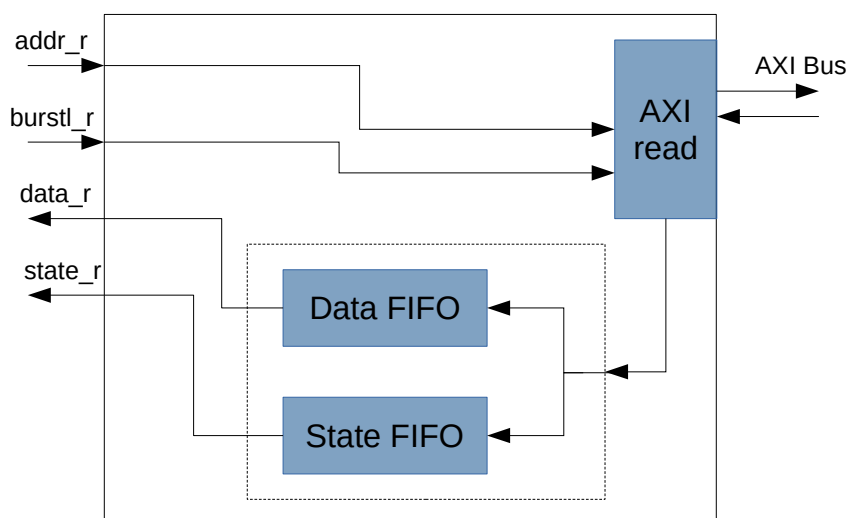 addr_r
AXI Bus
burstl_r
AXI
read
data_r
state_r
Data FIFO
State FIFO